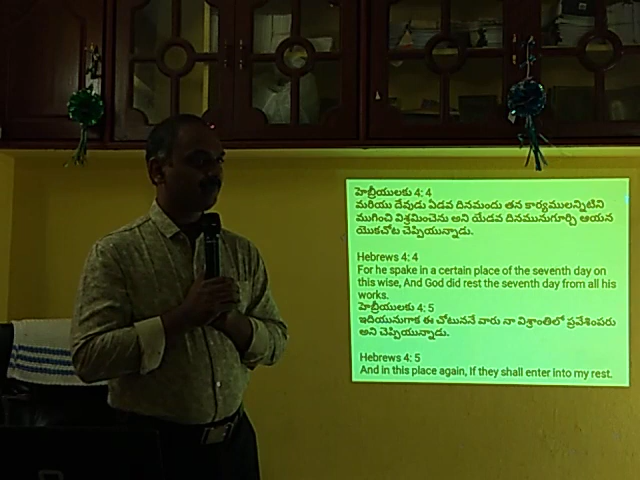 హెబ్రీయులకు 4: 4
మరియు దేవుడు ఏడవ దినమందు తన కార్యములన్నిటిని
ముగించి విశ్రమించెను అని యేడవ దినమునుగూర్చి ఆయన
యొకచోట చెప్పియున్నాడు.
Hebrews 4: 4
For he spake in a certain place of the seventh day on
this wise, And God did rest the seventh day from all his
works.
హెబ్రీయులకు 4: 5
ఇదియునుగాక ఈ చోటుననే వారు నా విశ్రాంతిలో ప్రవేశింపరు
అని చెప్పియున్నాడు.
Hebrews 4: 5
And in this place again, If they shall enter into my rest.